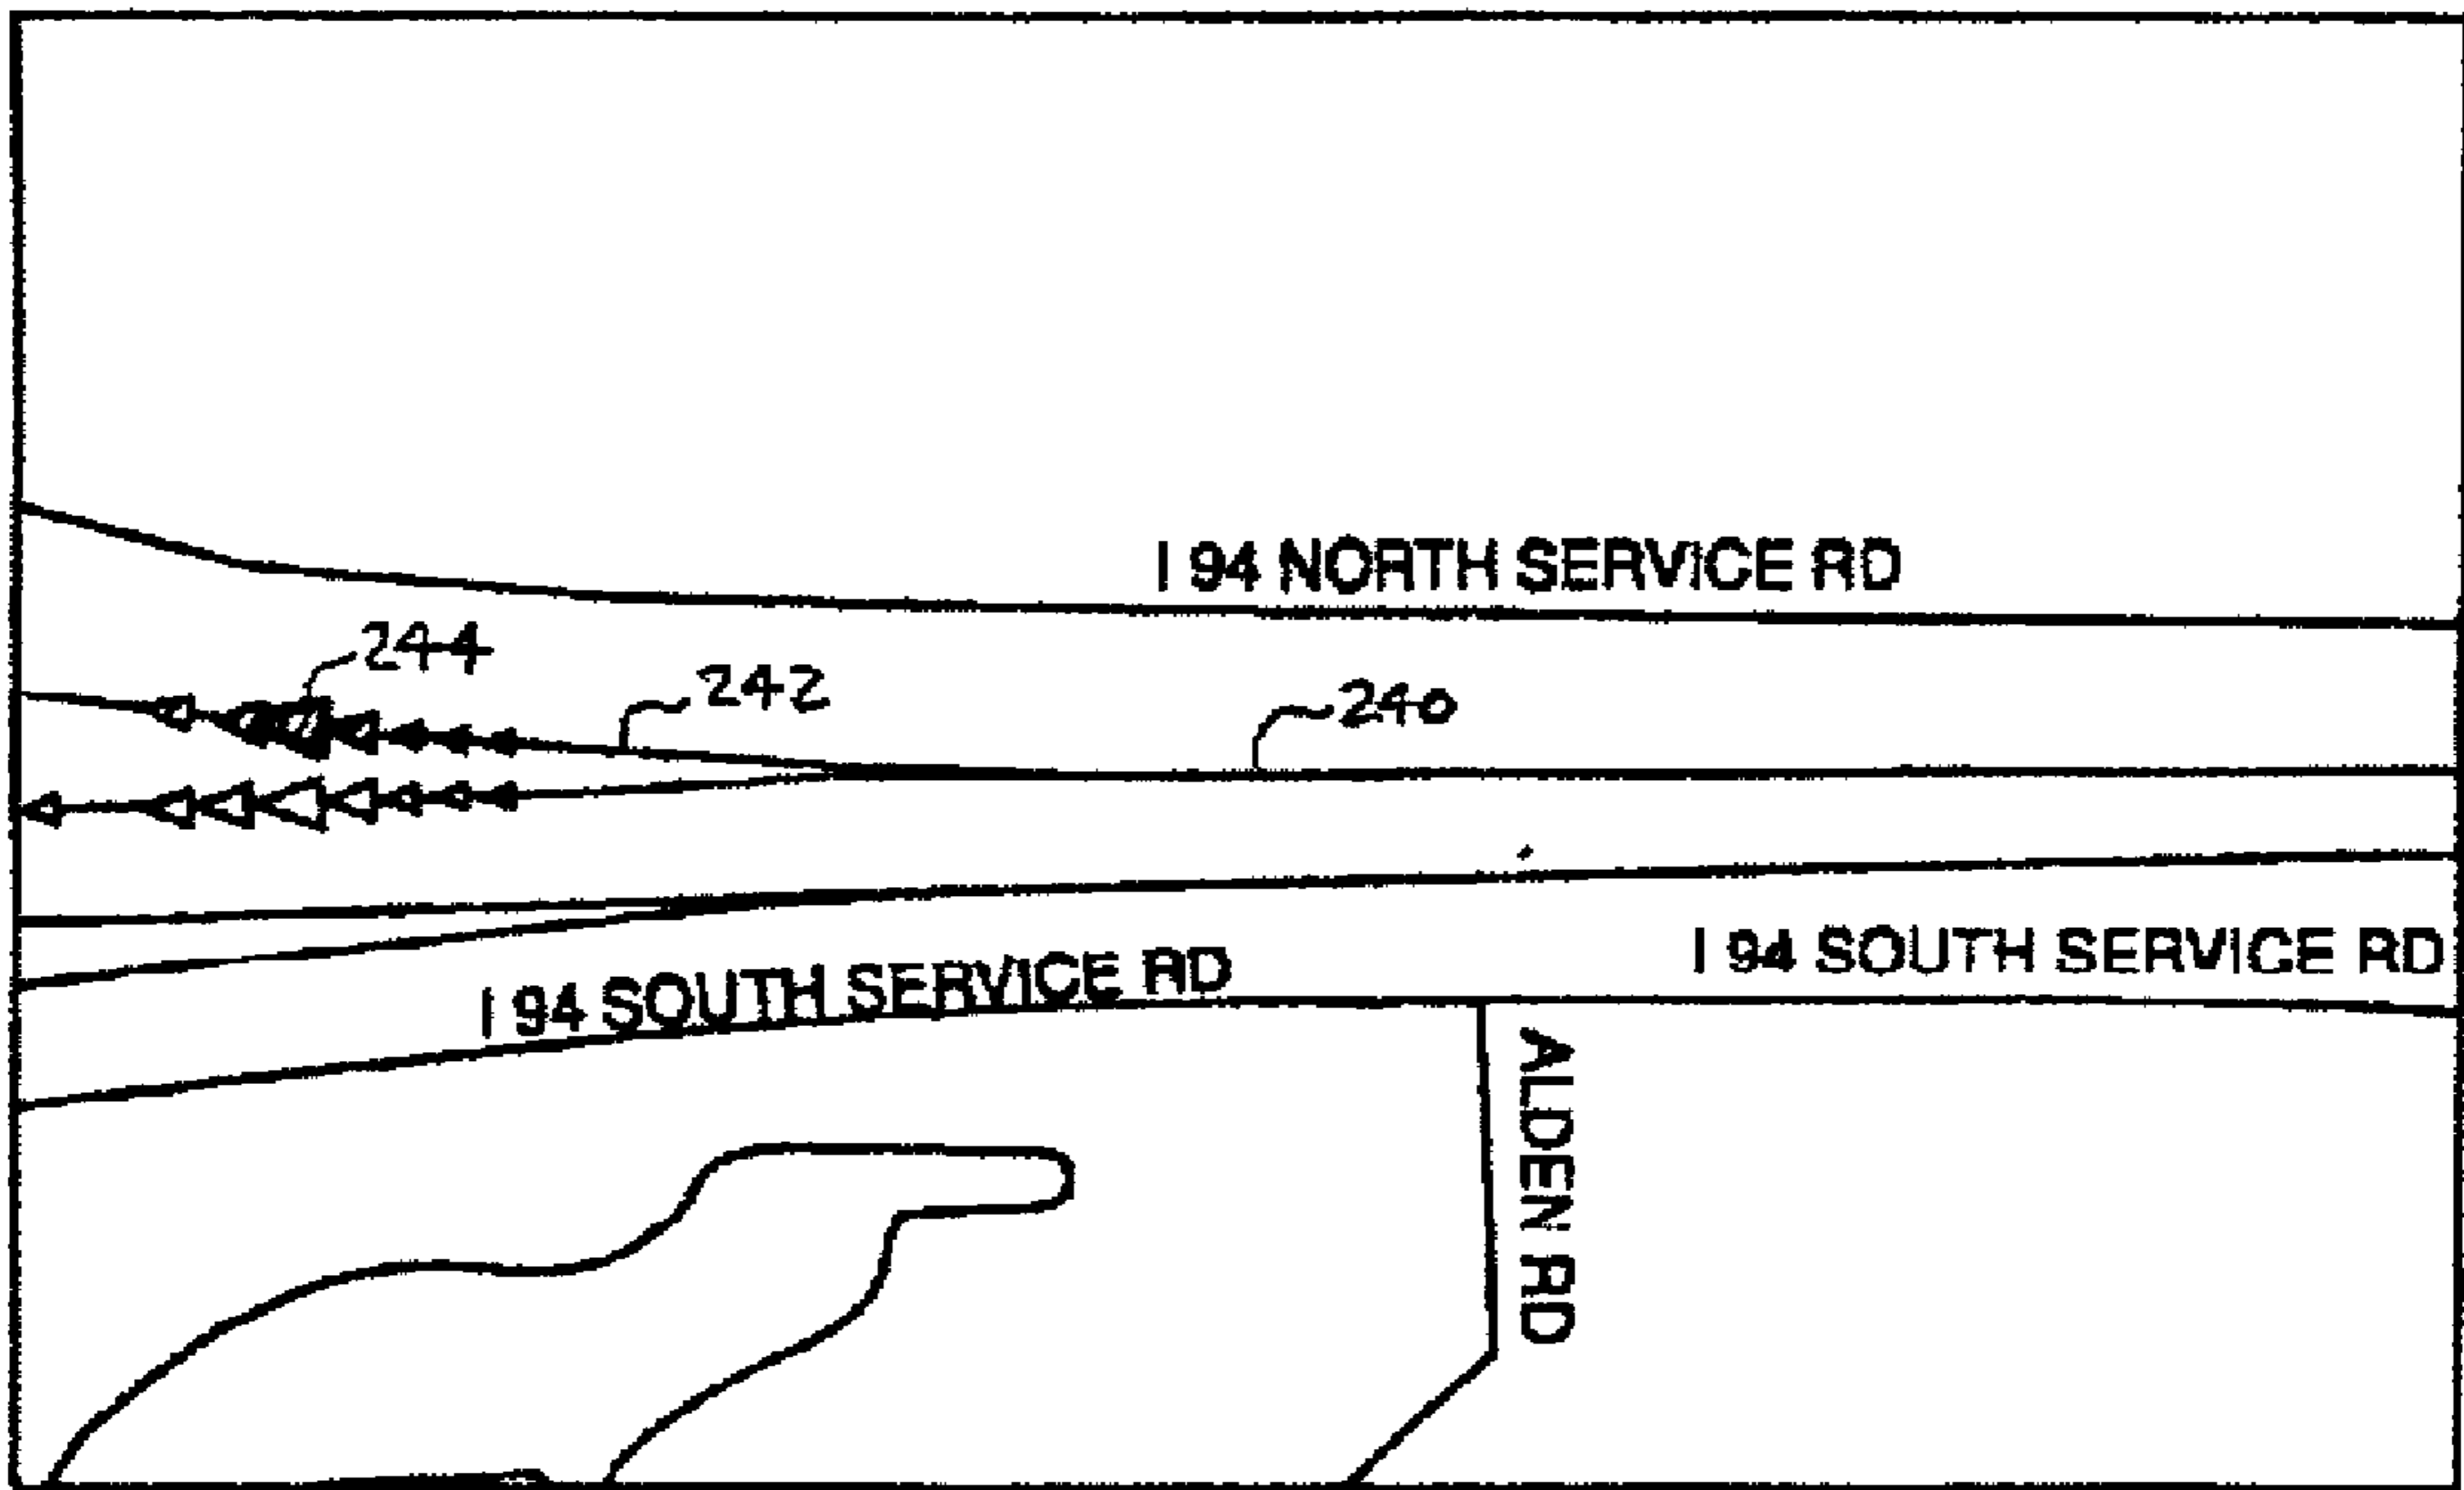 I 94 NORTH SERVICE RD
244
242
240
I 94 SOUTH SERVICE RD
I 94 SOUTH SERVICE RD
ALDEN RD